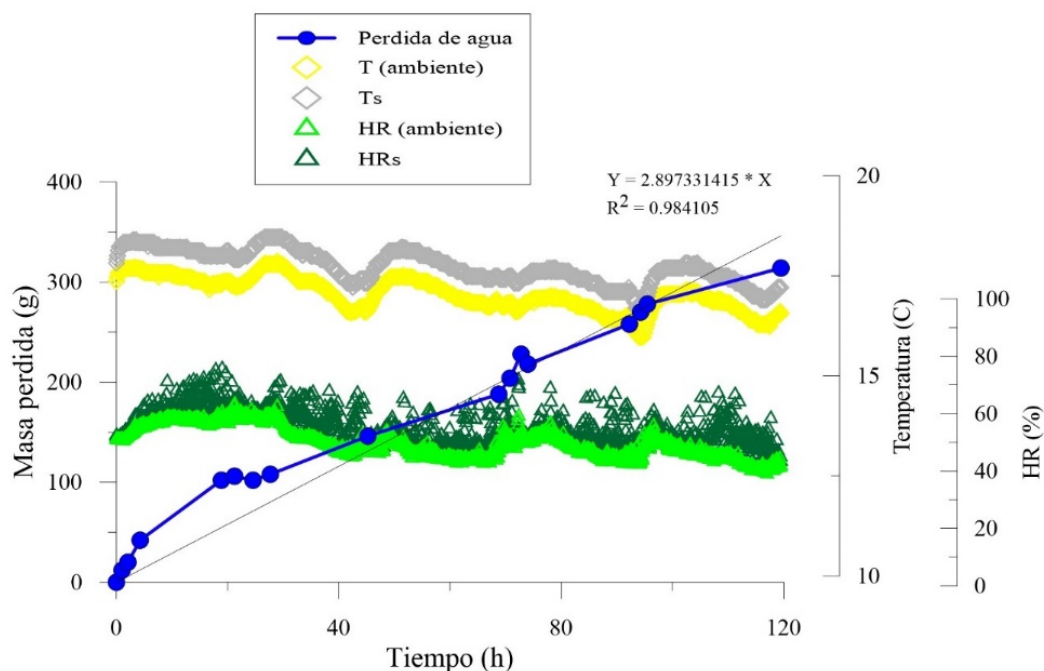 Perdida de agua
T (ambiente)
Ts
HR (ambiente)
HRs
Y = 2.897331415 * X
R2 = 0.984105
400
300
200
100
0
Masa perdida (g)
0
40
80
120
Tiempo (h)
20
15
10
Temperatura (C)
100
80
60
40
20
0
HR (%)